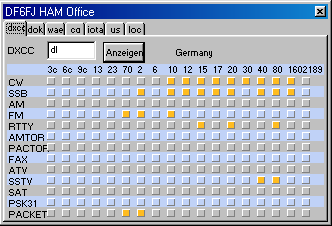 DF6FJ HAM Office
dxcc dok wae cq iota us loc
DXCC dl Anzeigen Germany
3c 6c 9c 13 23 70 2 6 10 12 15 17 20 30 40 80 160 2189
CW
SSB
AM
FM
RTTY
AMTOR
PACTOR
FAX
ATV
SSTV
SAT
PSK31
PACKET